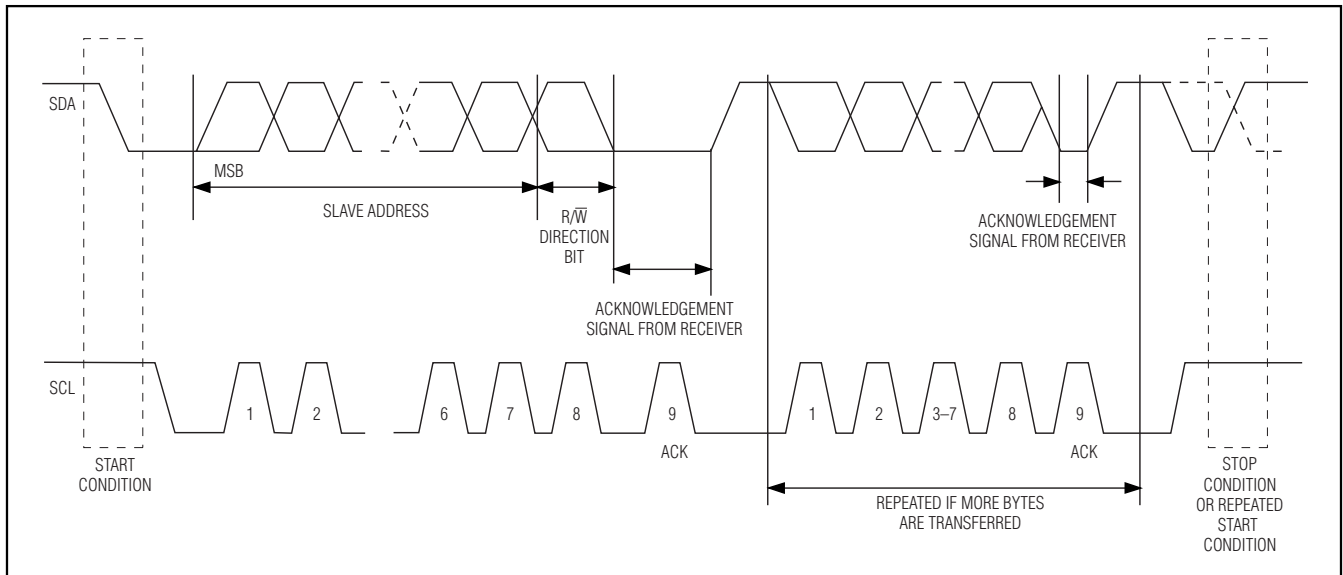 SDA
MSB
SLAVE ADDRESS
R/W̅
DIRECTION
BIT
ACKNOWLEDGEMENT
SIGNAL FROM RECEIVER
ACKNOWLEDGEMENT
SIGNAL FROM RECEIVER
SCL
1
2
6
7
8
9
ACK
1
2
3–7
8
9
ACK
START
CONDITION
REPEATED IF MORE BYTES
ARE TRANSFERRED
STOP
CONDITION
OR REPEATED
START
CONDITION